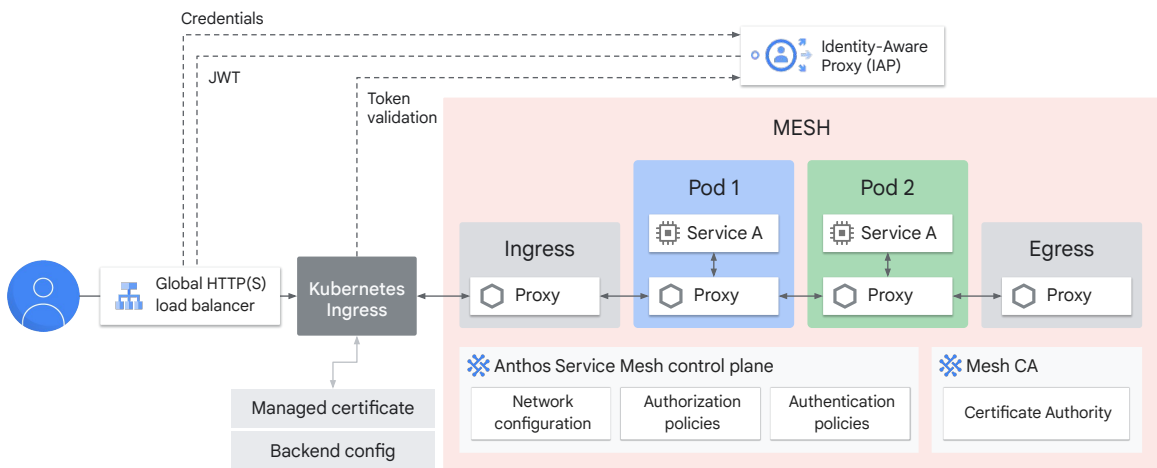 Credentials
Identity-Aware
Proxy (IAP)
JWT
Token
validation
MESH
Pod 1
Pod 2
Service A
Service A
Ingress
Egress
Global HTTP(S)
load balancer
Kubernetes
Ingress
Proxy
Proxy
Proxy
Proxy
Anthos Service Mesh control plane
Mesh CA
Network
configuration
Authorization
policies
Authentication
policies
Certificate Authority
Managed certificate
Backend config